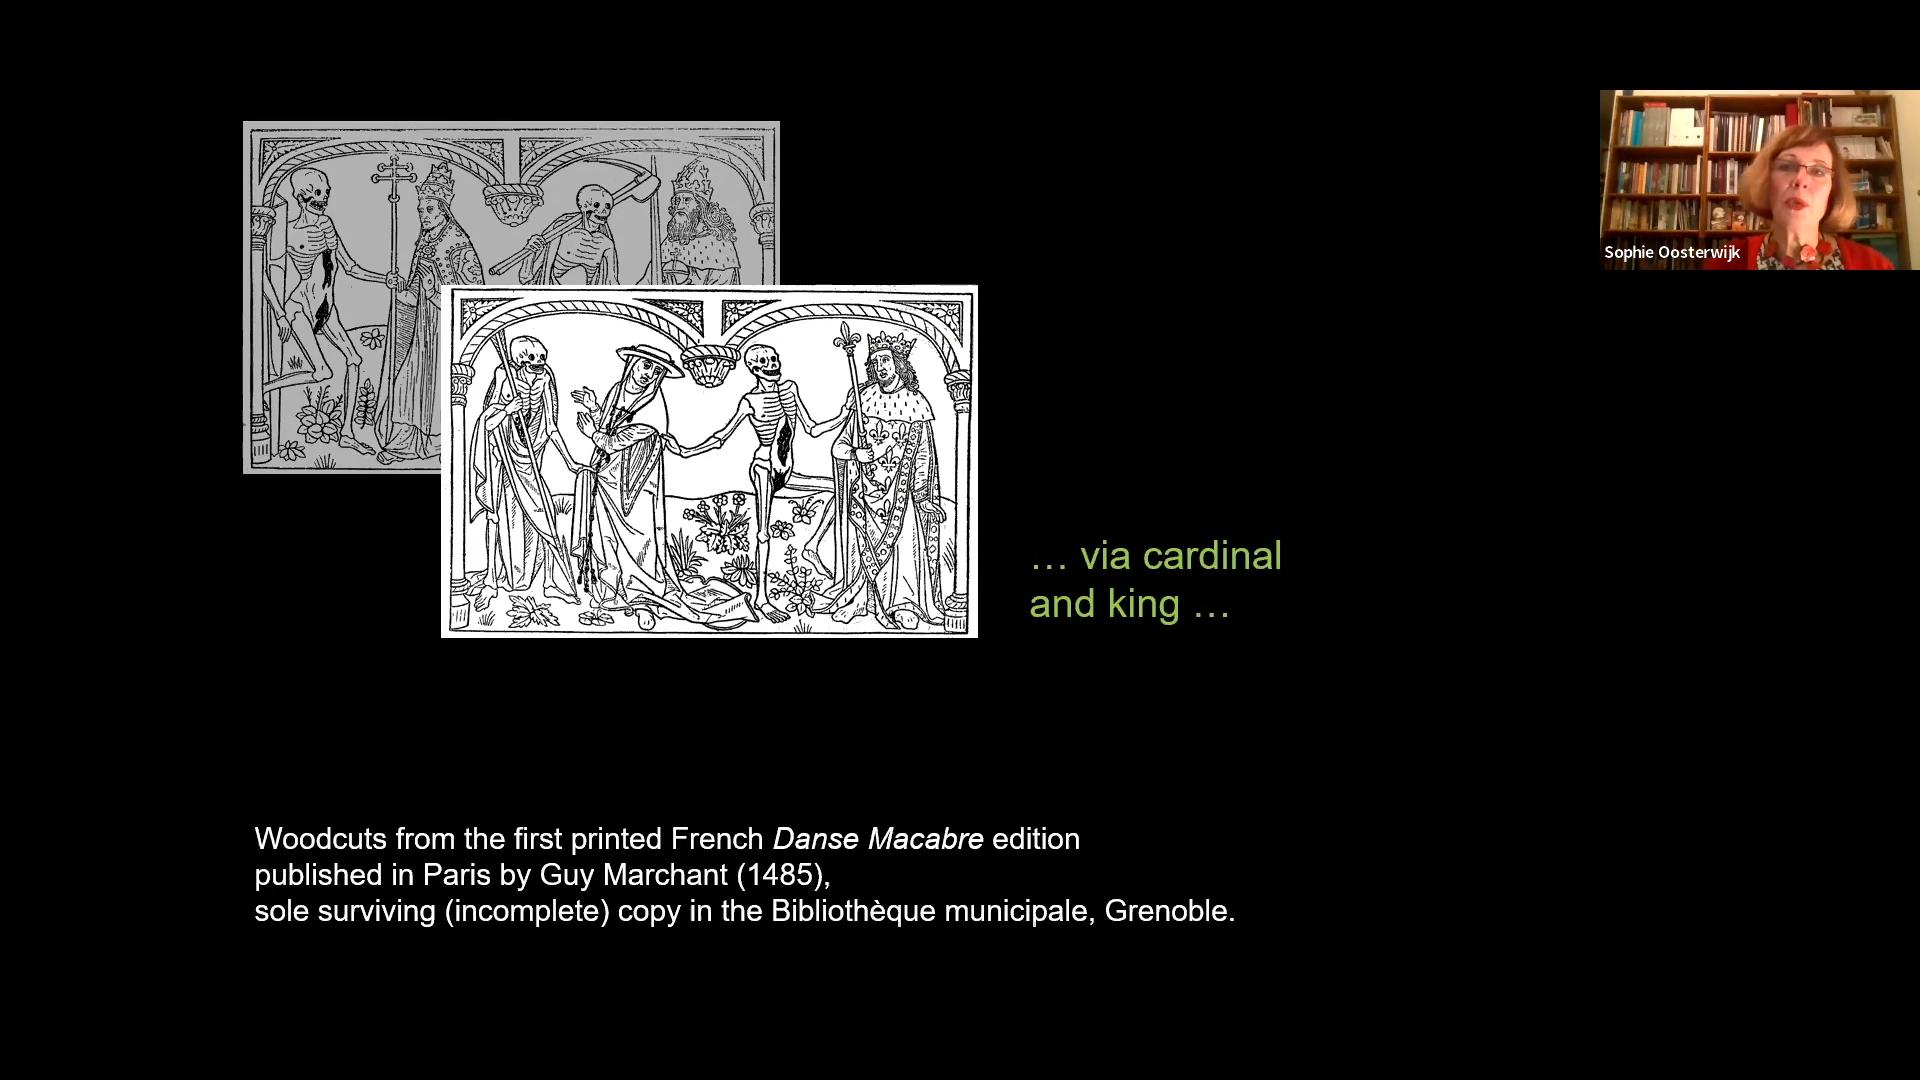 Sophie Oosterwijk
… via cardinal
and king …
Woodcuts from the first printed French Danse Macabre edition
published in Paris by Guy Marchant (1485),
sole surviving (incomplete) copy in the Bibliothèque municipale, Grenoble.